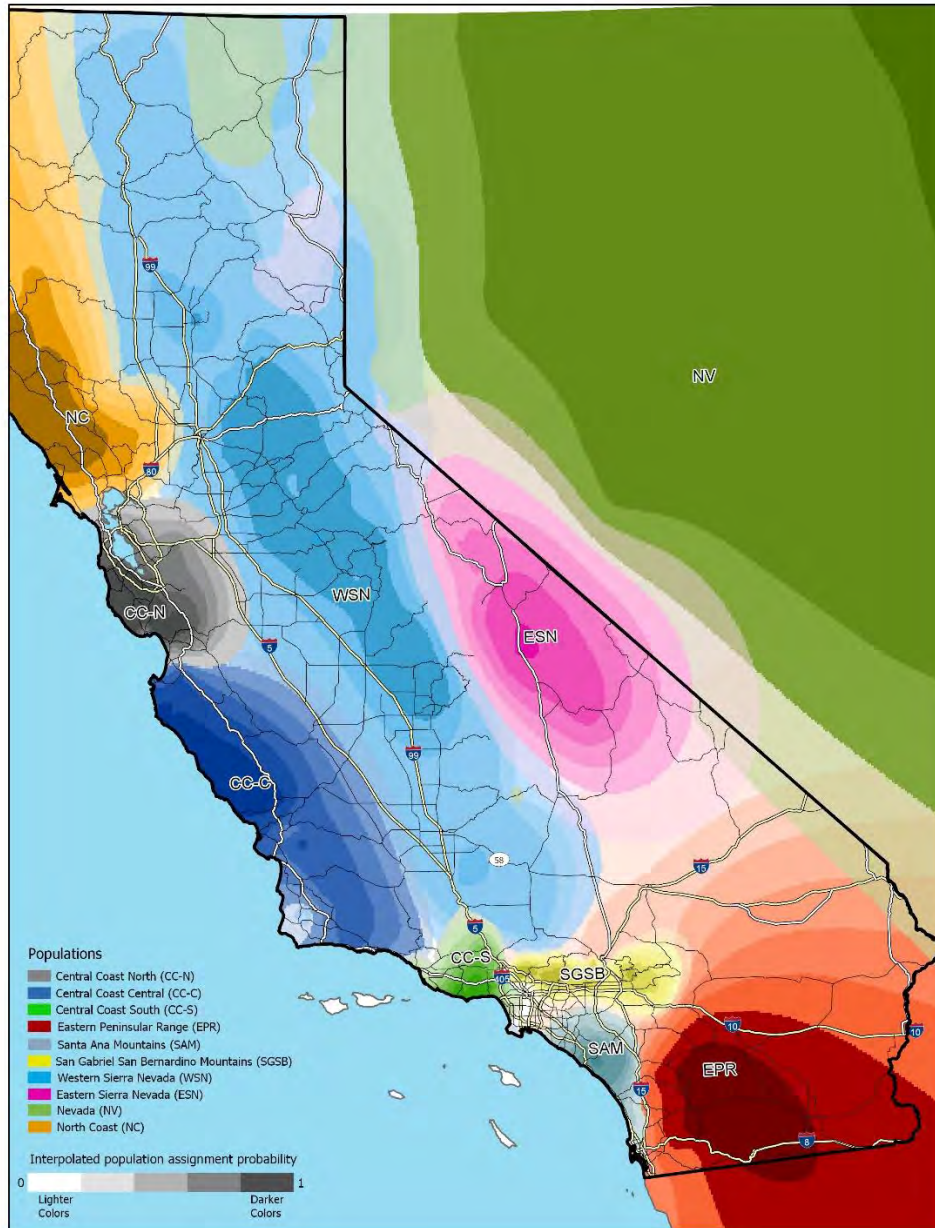 99
NV
NC
80
CC-N
WSN
ESN
5
CC-C
99
58
15
5
CC-S
405
SGSB
10
10
SAM
EPR
15
8
Populations
Central Coast North (CC-N)
Central Coast Central (CC-C)
Central Coast South (CC-S)
Eastern Peninsular Range (EPR)
Santa Ana Mountains (SAM)
San Gabriel San Bernardino Mountains (SGSB)
Western Sierra Nevada (WSN)
Eastern Sierra Nevada (ESN)
Nevada (NV)
North Coast (NC)
Interpolated population assignment probability
0 1
Lighter Darker
Colors Colors